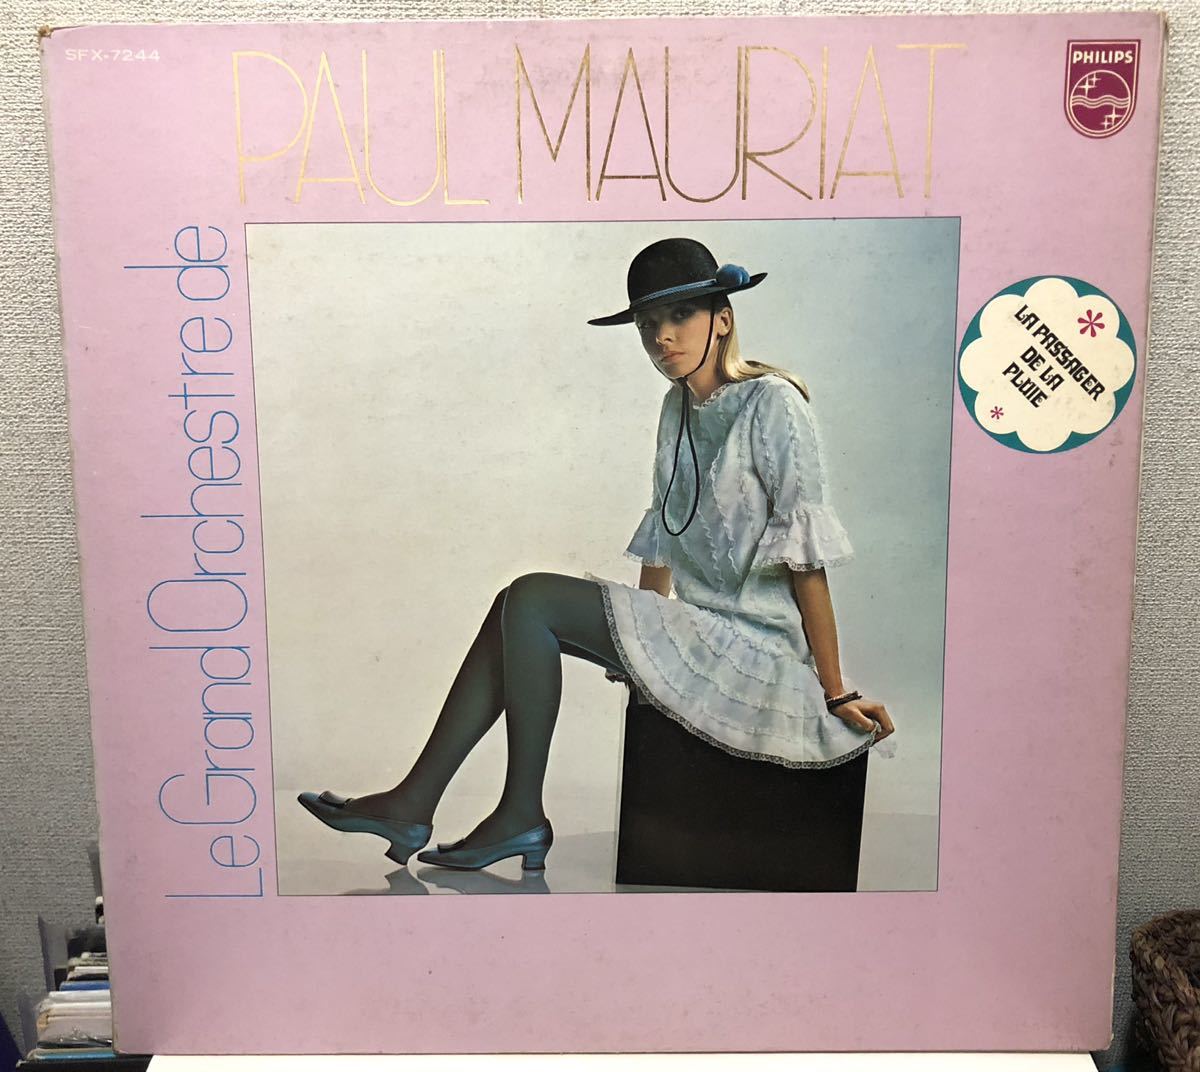 SFX-7244
PAUL MAURIAT
PHILIPS
Le Grand Orchestre de
LA PASSAGER
DE LA
PLUIE